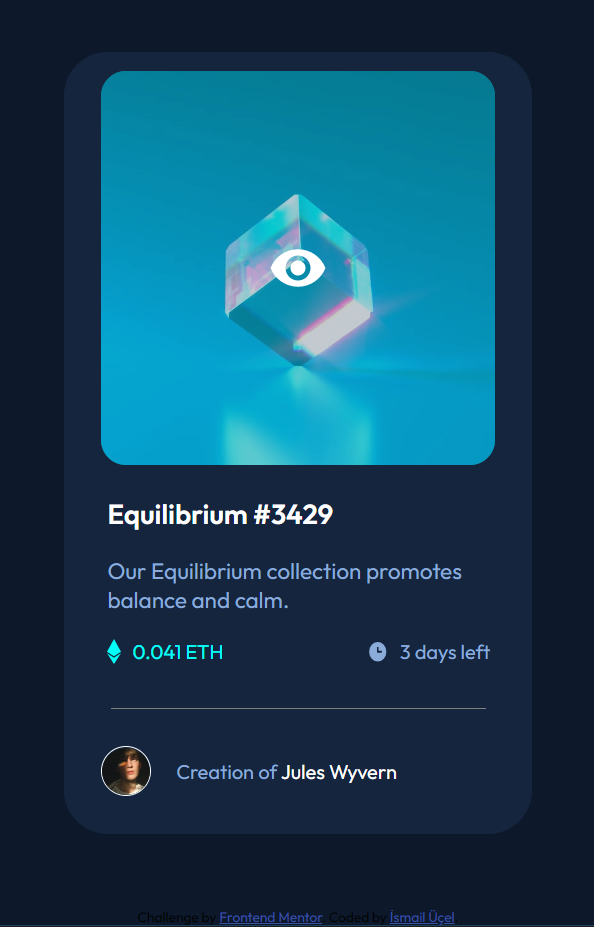 Equilibrium #3429
Our Equilibrium collection promotes
balance and calm.
0.041 ETH
3 days left
Creation of Jules Wyvern
Challenge by Frontend Mentor. Coded by İsmail Üçel.